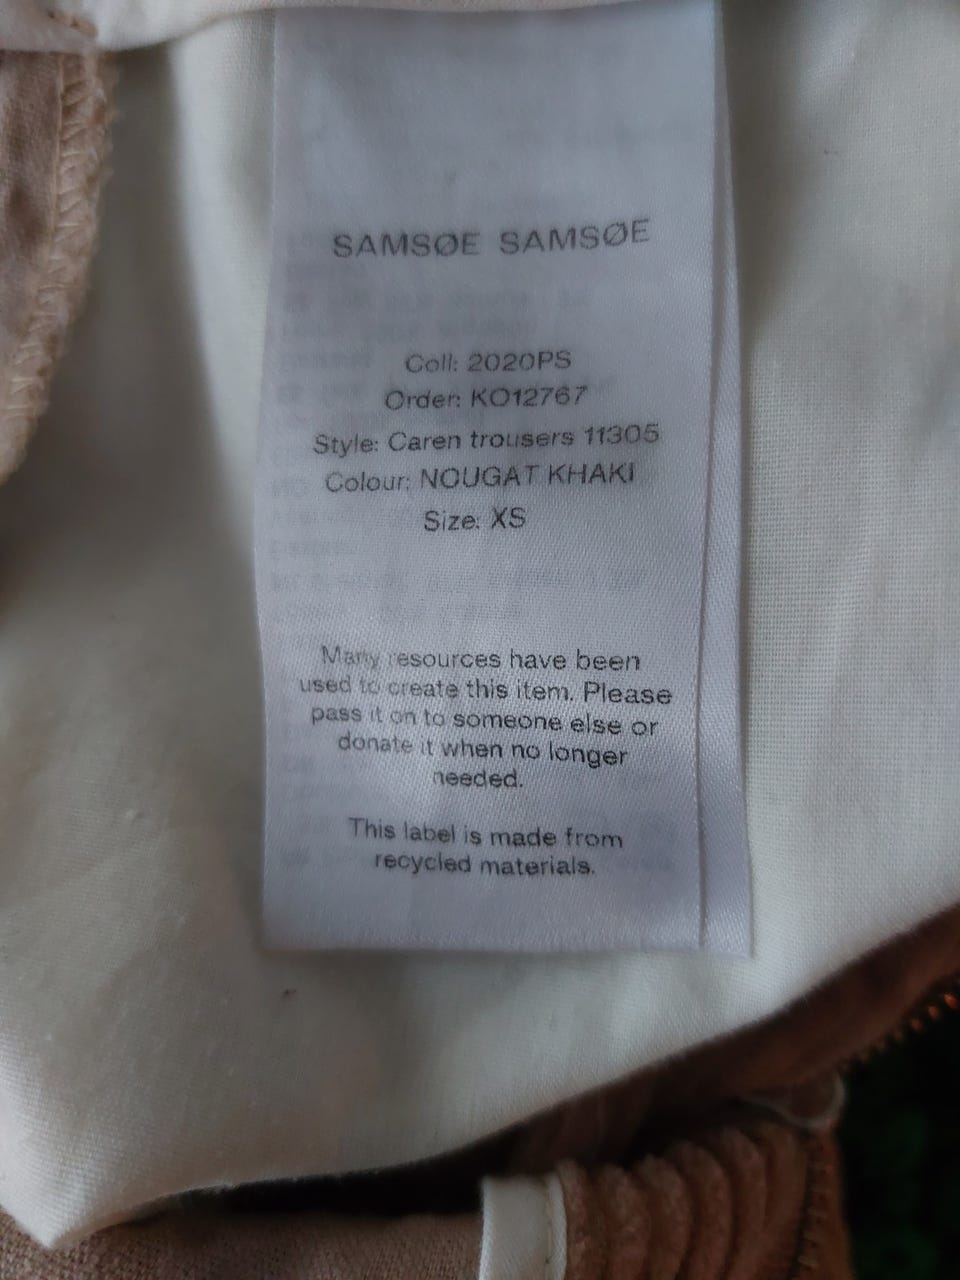 SAMSØE SAMSØE
Coll: 2020PS
Order: KO12767
Style: Caren trousers 11305
Colour: NOUGAT KHAKI
Size: XS
Many resources have been
used to create this item. Please
pass it on to someone else or
donate it when no longer
needed.
This label is made from
recycled materials.